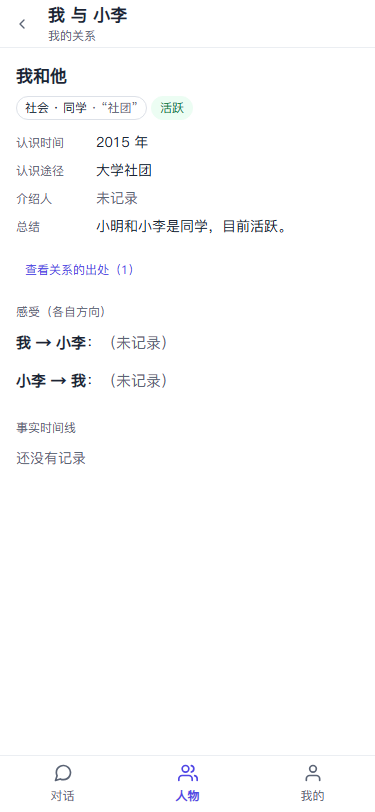 我 与 小李
我的关系
我和他
社会 · 同学 · “社团” 活跃
认识时间 2015 年
认识途径 大学社团
介绍人 未记录
总结 小明和小李是同学，目前活跃。
查看关系的出处（1）
感受（各自方向）
我 → 小李：（未记录）
小李 → 我：（未记录）
事实时间线
还没有记录
对话 人物 我的